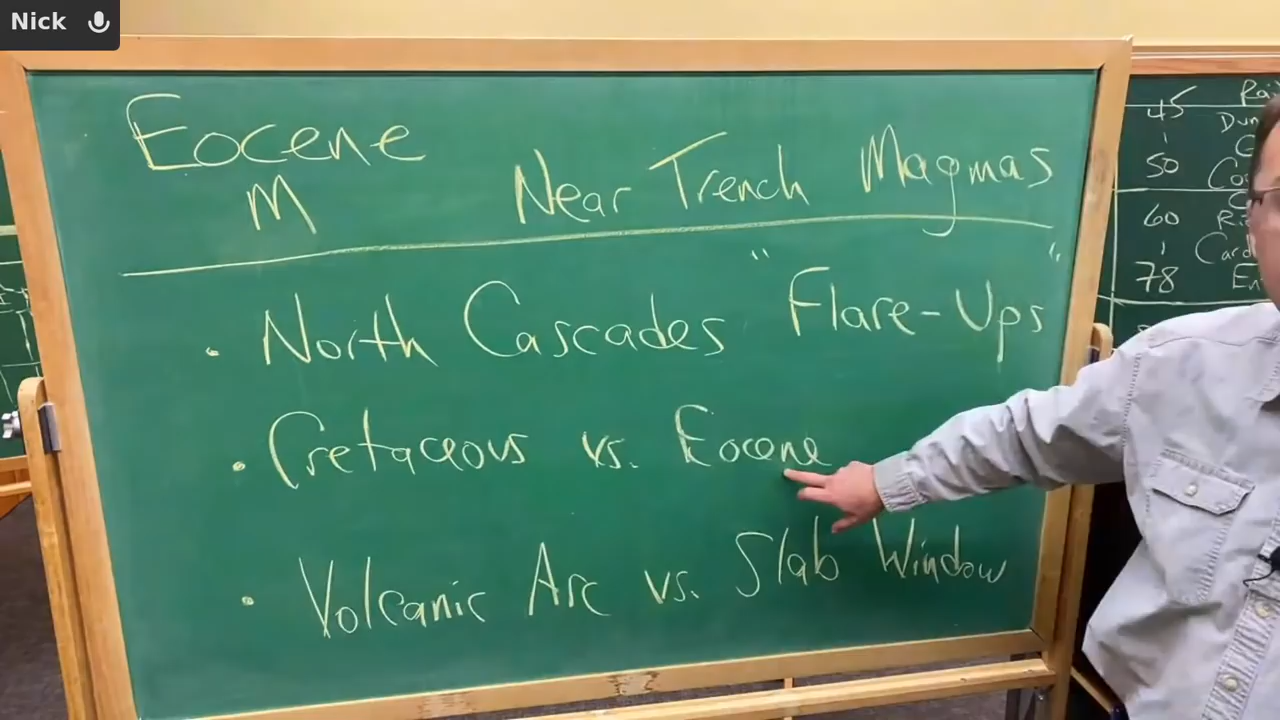 Nick
Eocene
M
Near Trench Magmas
• North Cascades "Flare-Ups"
• Cretaceous vs. Eocene
• Volcanic Arc vs. Slab Window
45
50
60
78